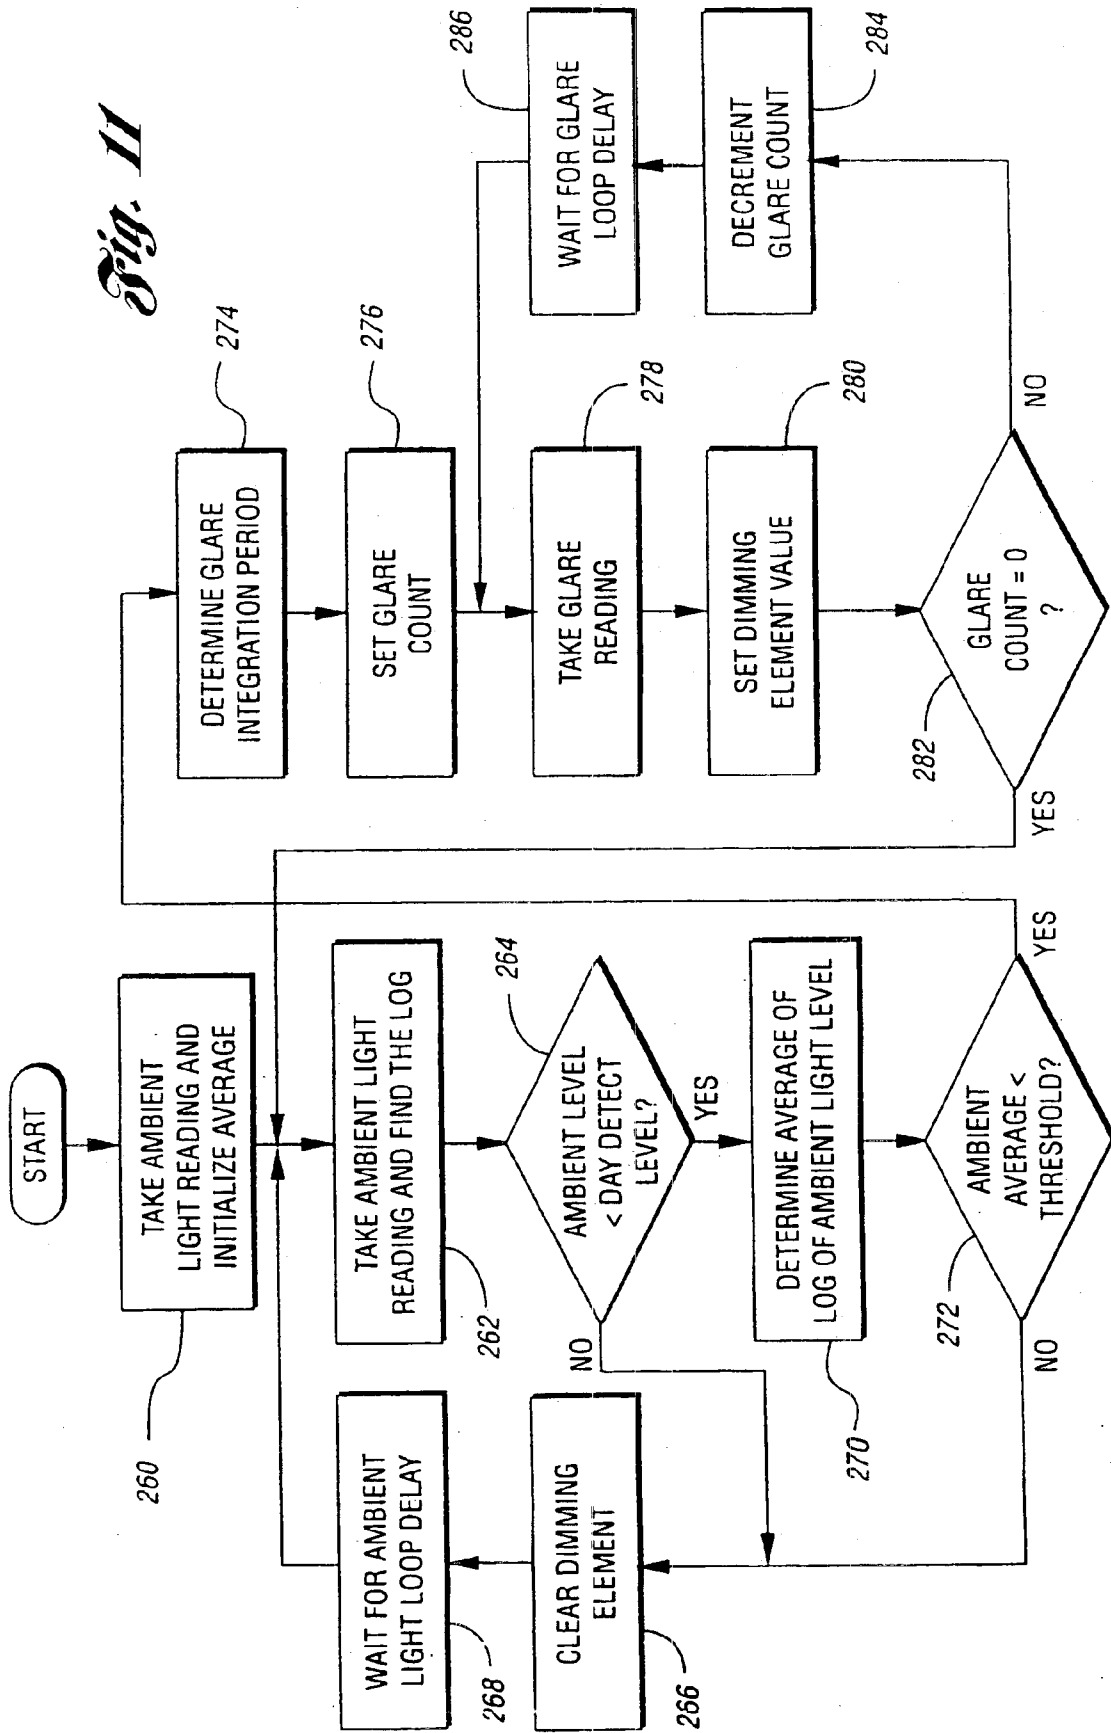 Fig. 11
START
TAKE AMBIENT
LIGHT READING AND
INITIALIZE AVERAGE
260
TAKE AMBIENT LIGHT
READING AND FIND THE LOG
262
AMBIENT LEVEL
< DAY DETECT
LEVEL?
264
NO
YES
WAIT FOR AMBIENT
LIGHT LOOP DELAY
268
CLEAR DIMMING
ELEMENT
266
DETERMINE AVERAGE OF
LOG OF AMBIENT LIGHT LEVEL
270
AMBIENT
AVERAGE <
THRESHOLD?
272
NO
YES
DETERMINE GLARE
INTEGRATION PERIOD
274
SET GLARE
COUNT
276
TAKE GLARE
READING
278
SET DIMMING
ELEMENT VALUE
280
GLARE
COUNT = 0
?
282
YES
NO
WAIT FOR GLARE
LOOP DELAY
286
DECREMENT
GLARE COUNT
284